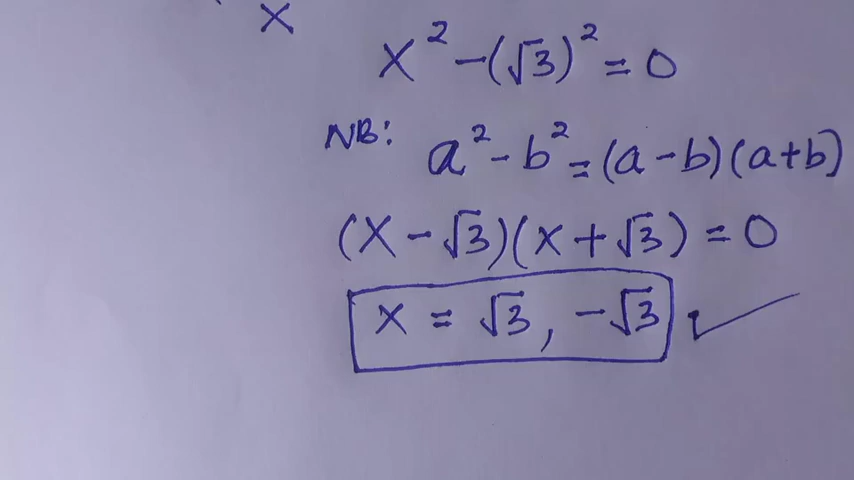 x
x² - (√3)² = 0
NB: a² - b² = (a - b)(a + b)
(x - √3)(x + √3) = 0
x = √3, -√3 ✓